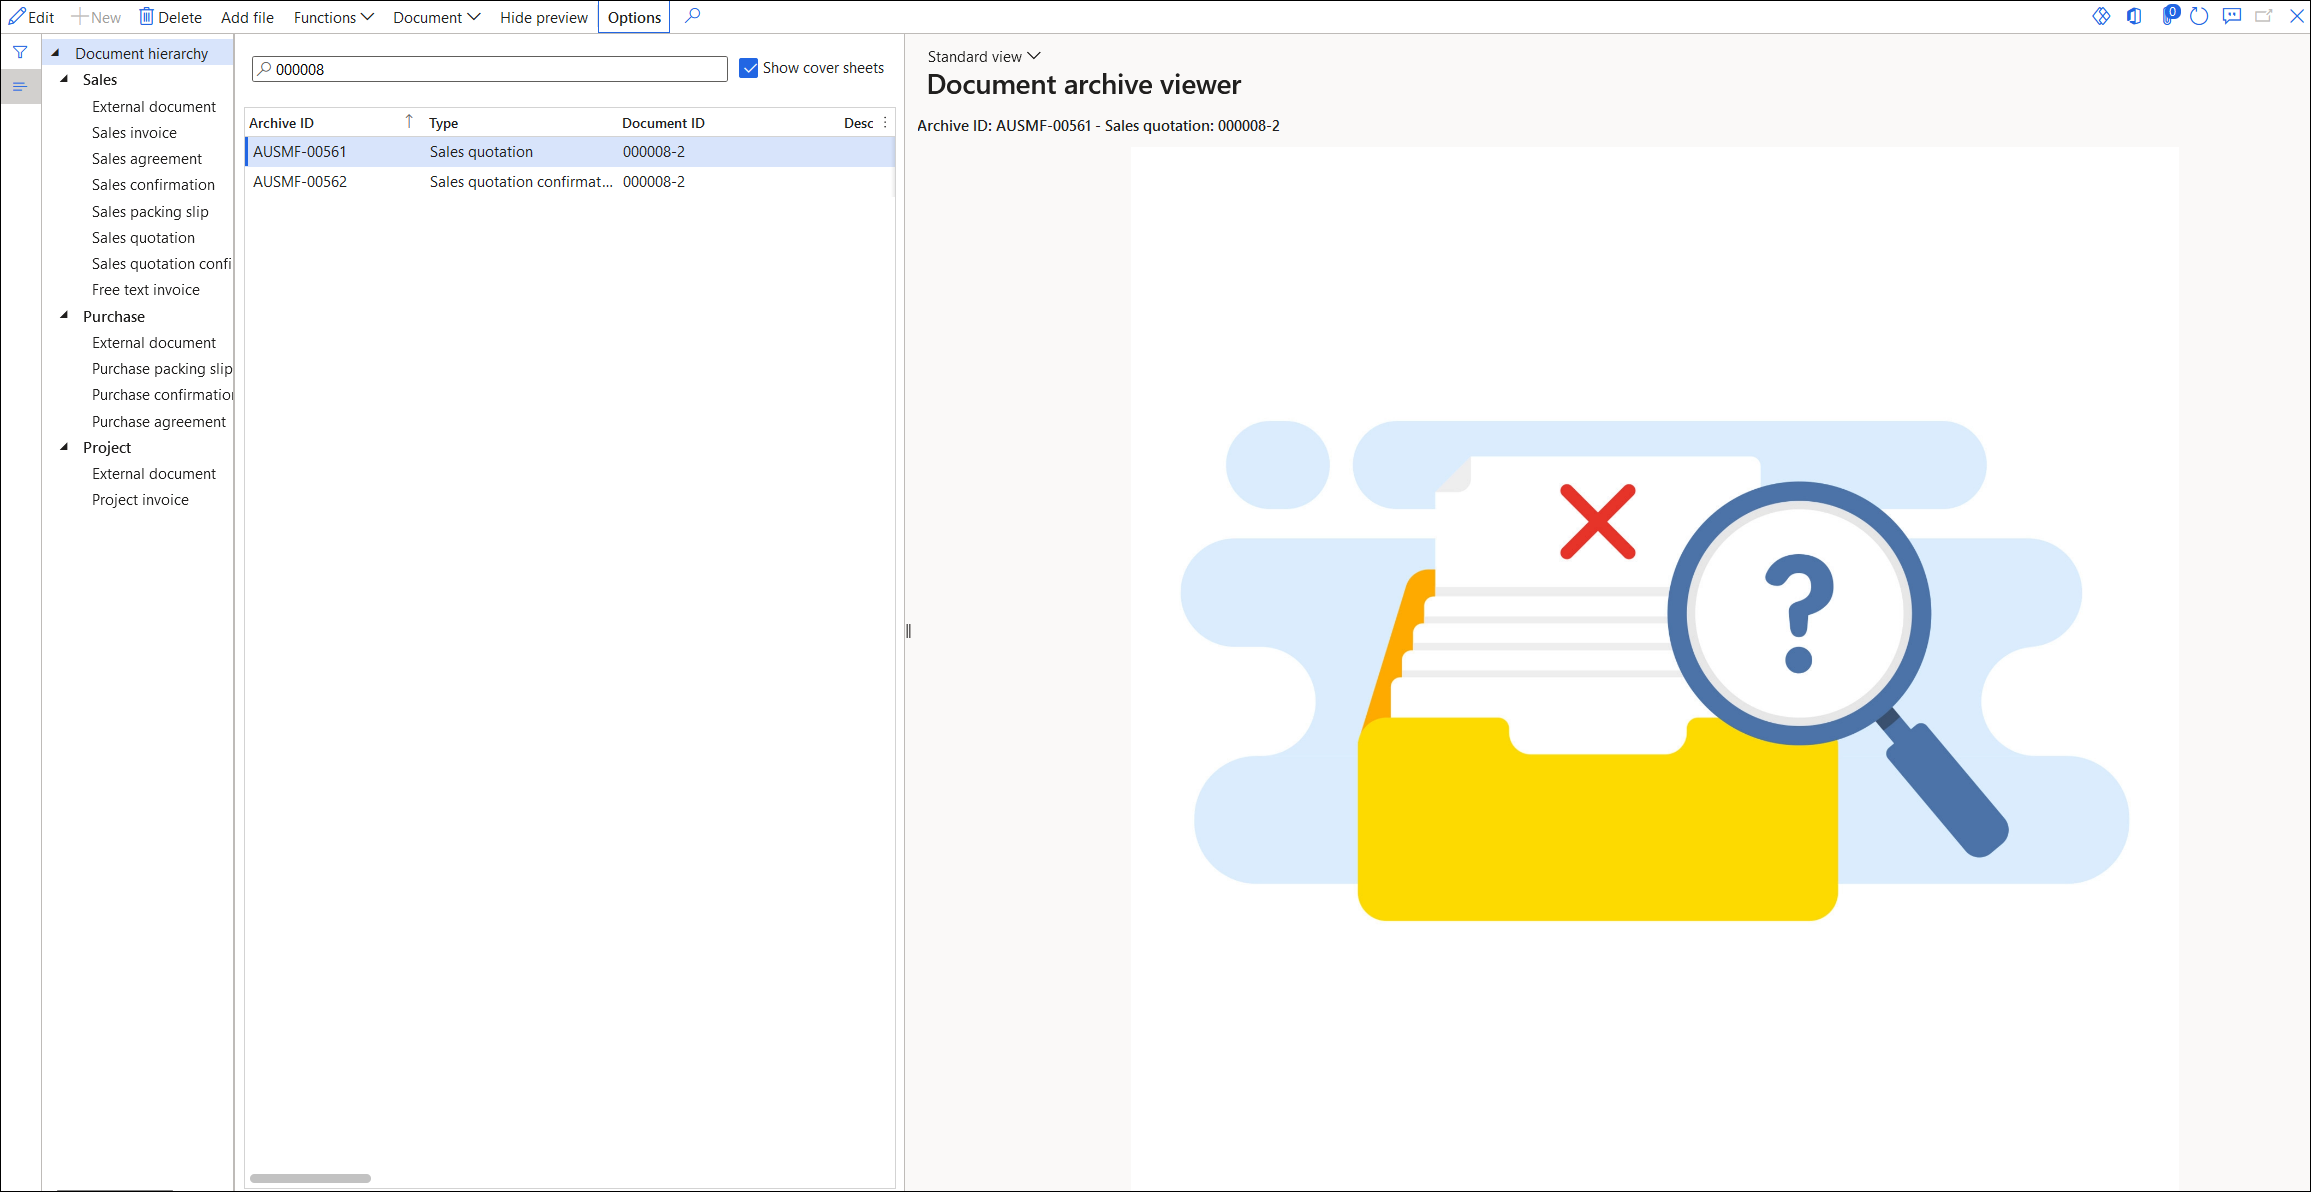 Edit New Delete Add file Functions Document Hide preview Options 0
Document hierarchy
Sales
External document
Sales invoice
Sales agreement
Sales confirmation
Sales packing slip
Sales quotation
Sales quotation confi
Free text invoice
Purchase
External document
Purchase packing slip
Purchase confirmation
Purchase agreement
Project
External document
Project invoice
000008 Show cover sheets
Archive ID Type Document ID Desc
AUSMF-00561 Sales quotation 000008-2
AUSMF-00562 Sales quotation confirmat... 000008-2
Standard view
Document archive viewer
Archive ID: AUSMF-00561 - Sales quotation: 000008-2
?